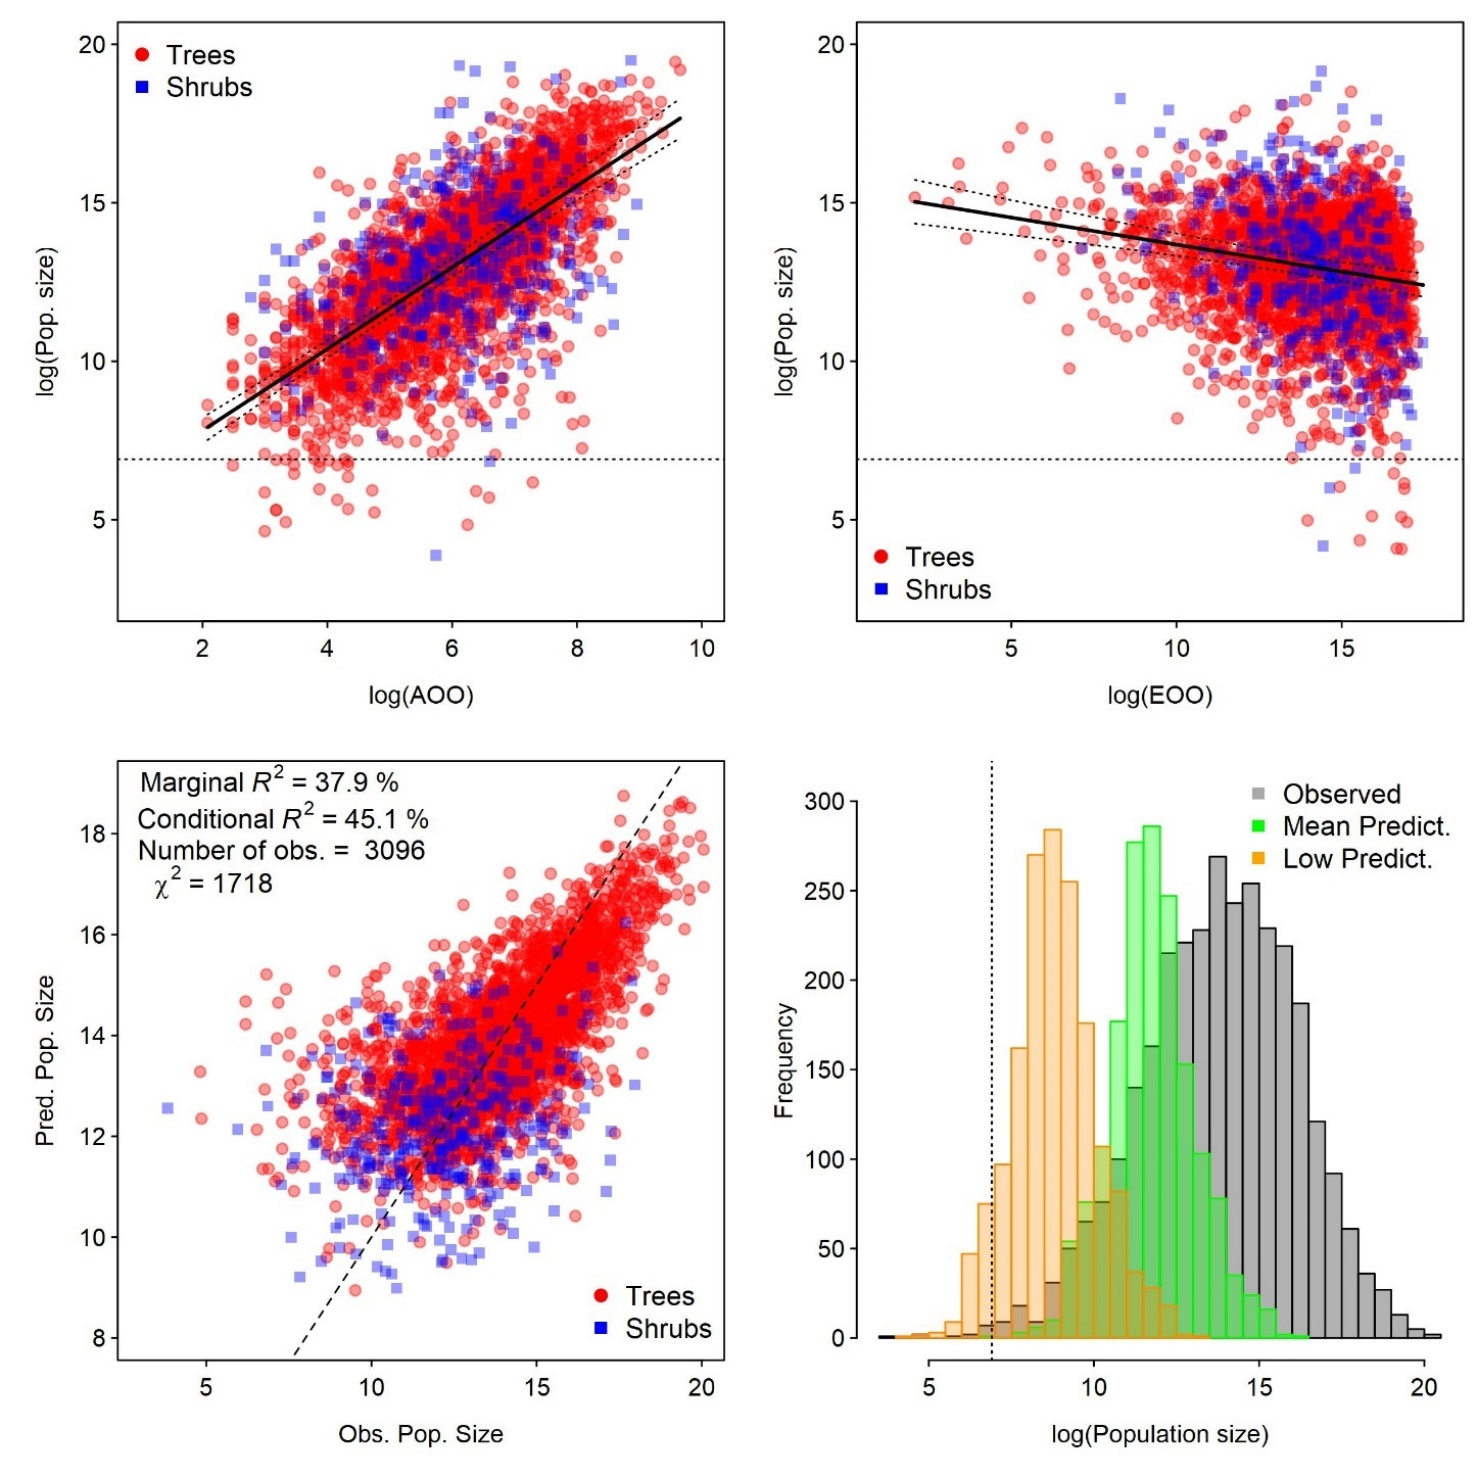 Trees
Shrubs
20
15
10
5
log(Pop. size)
2 4 6 8 10
log(AOO)
20
15
10
5
log(Pop. size)
Trees
Shrubs
5 10 15
log(EOO)
Marginal R² = 37.9 %
Conditional R² = 45.1 %
Number of obs. = 3096
χ² = 1718
18
16
14
12
10
8
Pred. Pop. Size
Trees
Shrubs
5 10 15 20
Obs. Pop. Size
Observed
Mean Predict.
Low Predict.
300
250
200
150
100
50
0
Frequency
5 10 15 20
log(Population size)